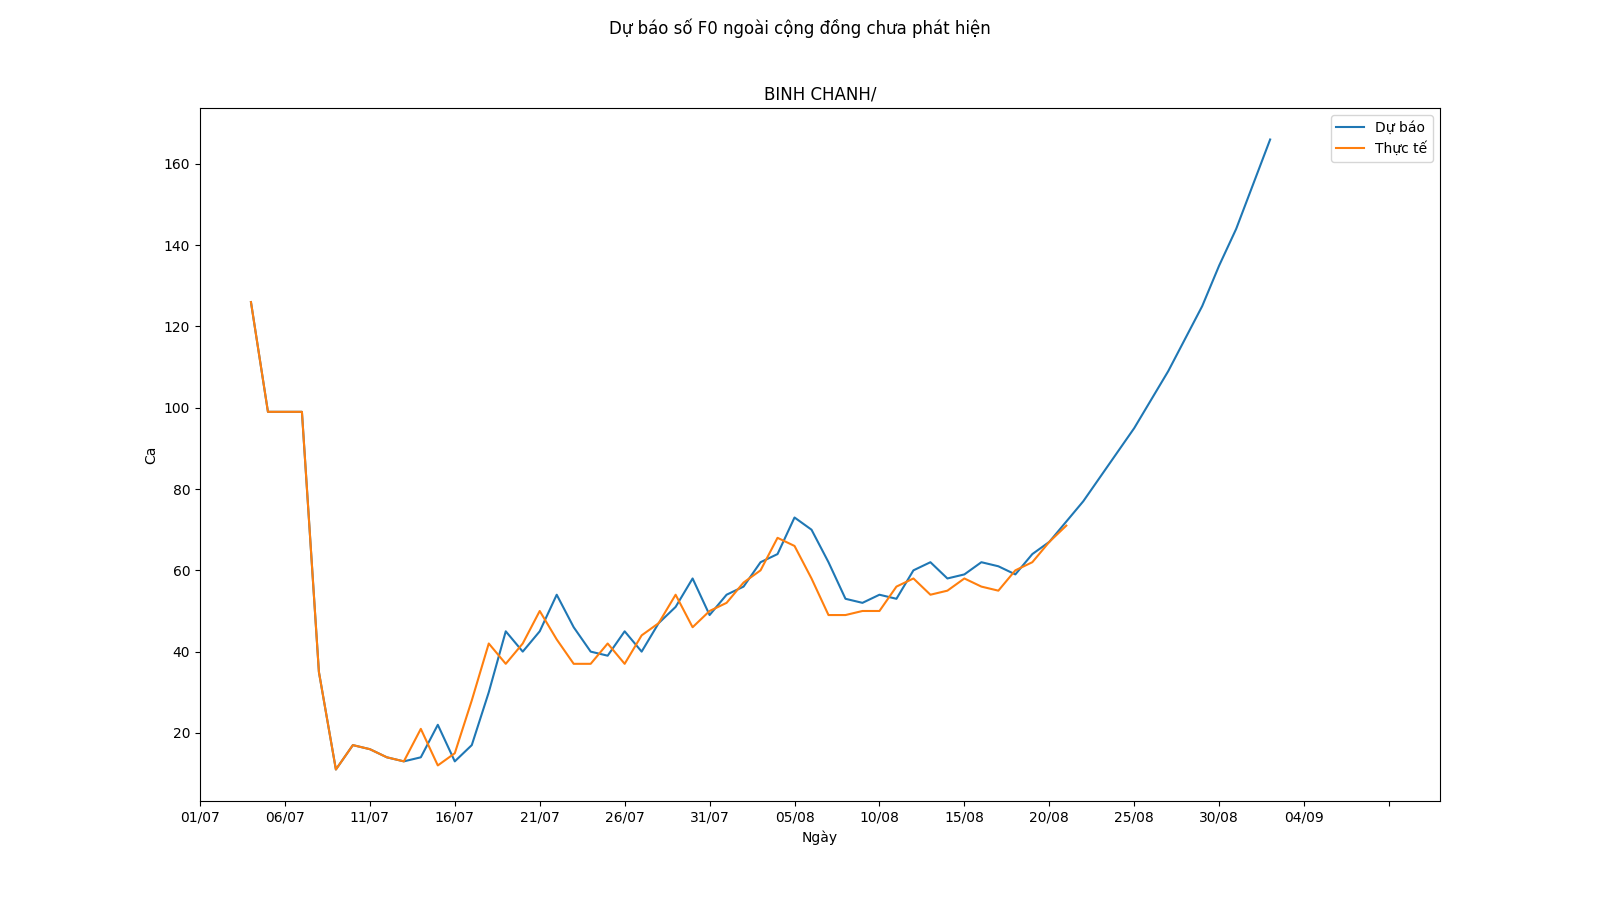 Dự báo số F0 ngoài cộng đồng chưa phát hiện
BINH CHANH/
Dự báo
Thực tế
160
140
120
100
80
60
40
20
Ca
01/07 06/07 11/07 16/07 21/07 26/07 31/07 05/08 10/08 15/08 20/08 25/08 30/08 04/09
Ngày